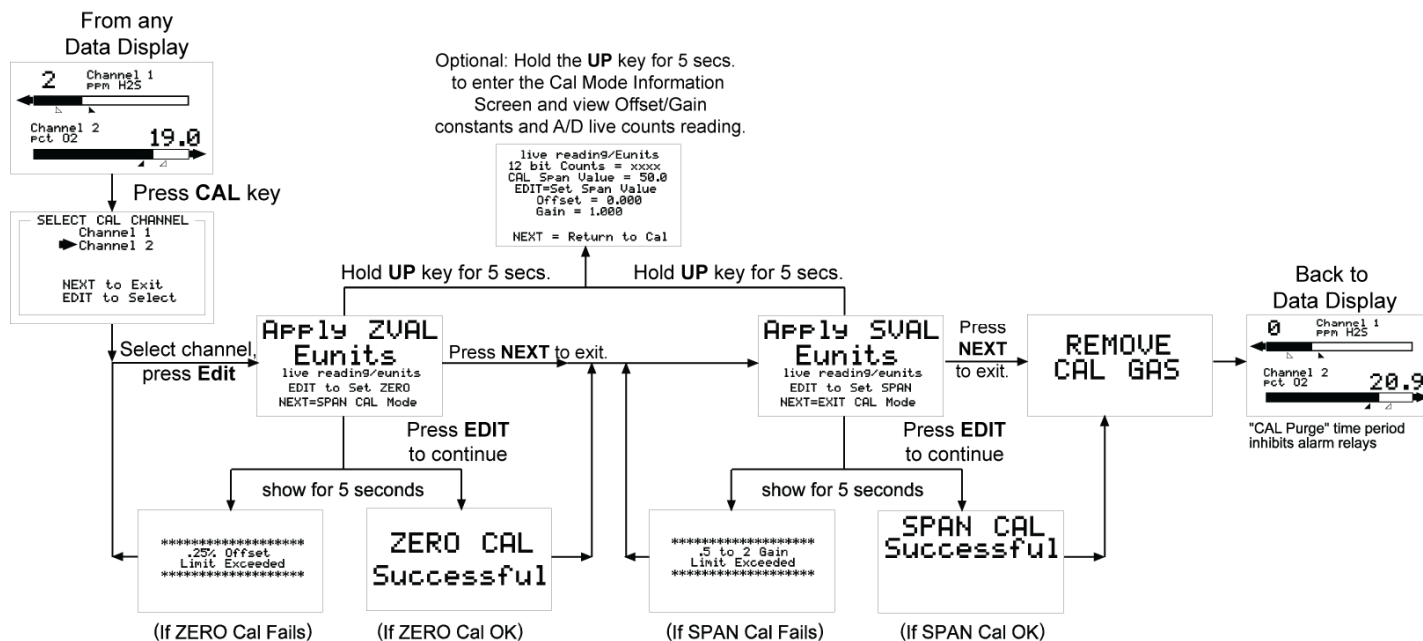 From any
Data Display
2 Channel 1
ppm H2S
Channel 2
pct O2 19.0
Press CAL key
SELECT CAL CHANNEL
Channel 1
Channel 2
NEXT to Exit
EDIT to Select
Select channel,
press Edit
Optional: Hold the UP key for 5 secs.
to enter the Cal Mode Information
Screen and view Offset/Gain
constants and A/D live counts reading.
live reading/Eunits
12 bit Counts = xxxx
CAL Span Value = 50.0
EDIT=Set Span Value
Offset = 0.000
Gain = 1.000
NEXT = Return to Cal
Hold UP key for 5 secs.
Hold UP key for 5 secs.
Apply ZVAL
Eunits
live reading/eunits
EDIT to Set ZERO
NEXT=SPAN CAL Mode
Press NEXT to exit.
Press EDIT
to continue
show for 5 seconds
*******************
.25% Offset
Limit Exceeded
*******************
(If ZERO Cal Fails)
ZERO CAL
Successful
(If ZERO Cal OK)
Apply SVAL
Eunits
live reading/eunits
EDIT to Set SPAN
NEXT=EXIT CAL Mode
Press
NEXT
to exit.
Press EDIT
to continue
show for 5 seconds
*******************
.5 to 2 Gain
Limit Exceeded
*******************
(If SPAN Cal Fails)
SPAN CAL
Successful
(If SPAN Cal OK)
REMOVE
CAL GAS
Back to
Data Display
0 Channel 1
ppm H2S
Channel 2
pct O2 20.9
"CAL Purge" time period
inhibits alarm relays